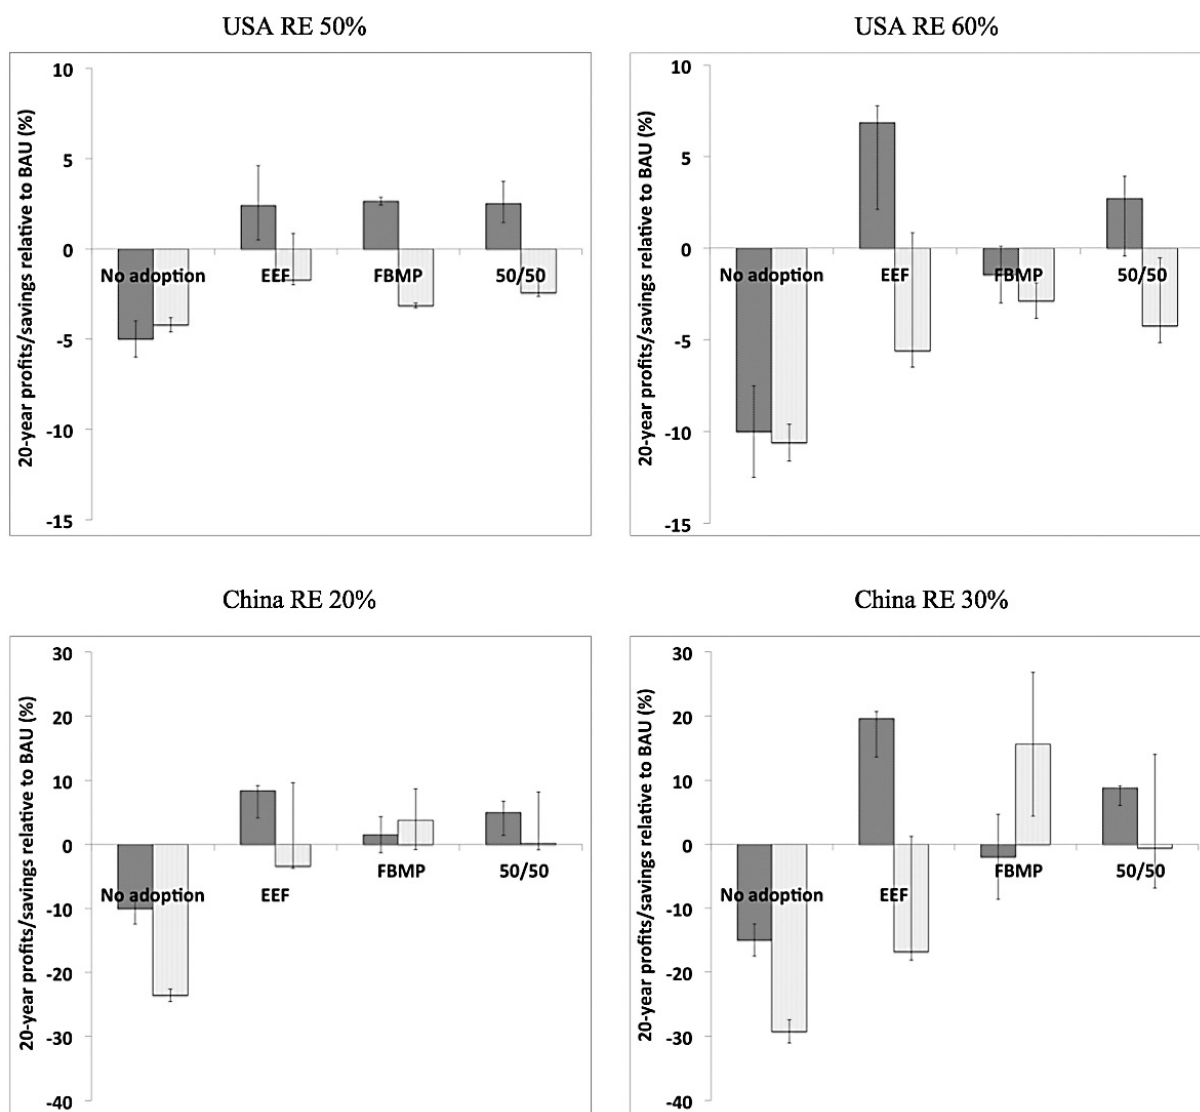 USA RE 50%
20-year profits/savings relative to BAU (%)
10
5
0
-5
-10
-15
No adoption
EEF
FBMP
50/50
USA RE 60%
20-year profits/savings relative to BAU (%)
10
5
0
-5
-10
-15
No adoption
EEF
FBMP
50/50
China RE 20%
20-year profits/savings relative to BAU (%)
30
20
10
0
-10
-20
-30
-40
No adoption
EEF
FBMP
50/50
China RE 30%
20-year profits/savings relative to BAU (%)
30
20
10
0
-10
-20
-30
-40
No adoption
EEF
FBMP
50/50